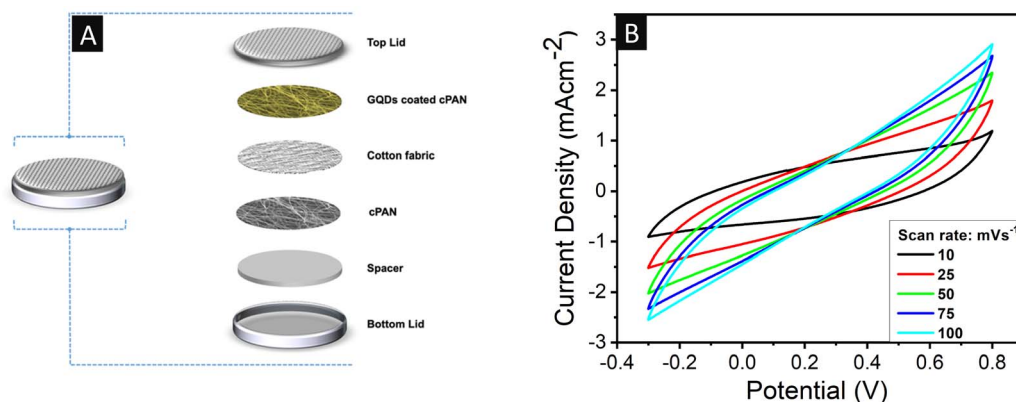 A
Top Lid
GQDs coated cPAN
Cotton fabric
cPAN
Spacer
Bottom Lid
B
Current Density (mAcm-2)
3
2
1
0
-1
-2
-3
-0.4
-0.2
0.0
0.2
0.4
0.6
0.8
Potential (V)
Scan rate: mVs-1
10
25
50
75
100